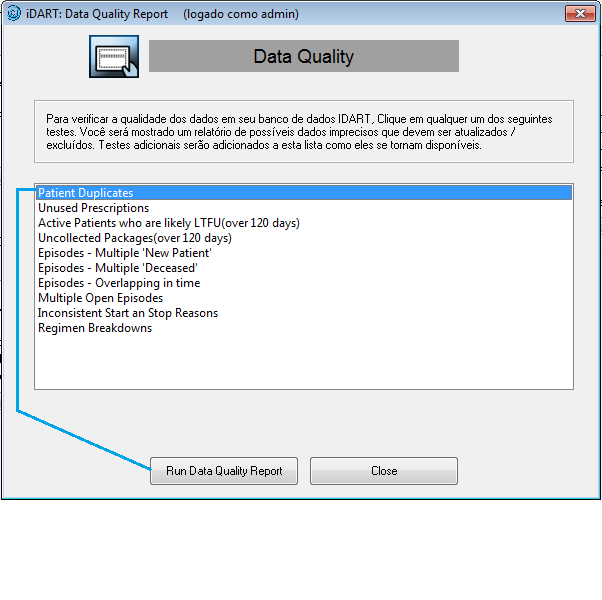 iDART: Data Quality Report (logado como admin)
Data Quality
Para verificar a qualidade dos dados em seu banco de dados IDART, Clique em qualquer um dos seguintes
testes. Você será mostrado um relatório de possíveis dados imprecisos que devem ser atualizados /
excluídos. Testes adicionais serão adicionados a esta lista como eles se tornam disponíveis.
Patient Duplicates
Unused Prescriptions
Active Patients who are likely LTFU(over 120 days)
Uncollected Packages(over 120 days)
Episodes - Multiple 'New Patient'
Episodes - Multiple 'Deceased'
Episodes - Overlapping in time
Multiple Open Episodes
Inconsistent Start an Stop Reasons
Regimen Breakdowns
Run Data Quality Report Close